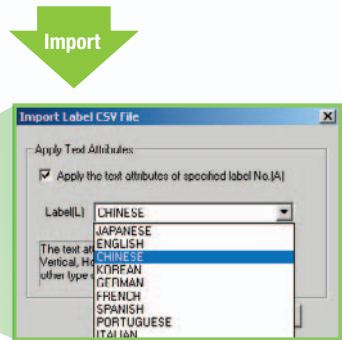 Import
Import Label CSV File
Apply Text Attributes
Apply the text attributes of specified label No.(A)
Label(L) CHINESE
JAPANESE
ENGLISH
CHINESE
KOREAN
GERMAN
FRENCH
SPANISH
PORTUGUESE
ITALIAN
The text
Vertical,
other type